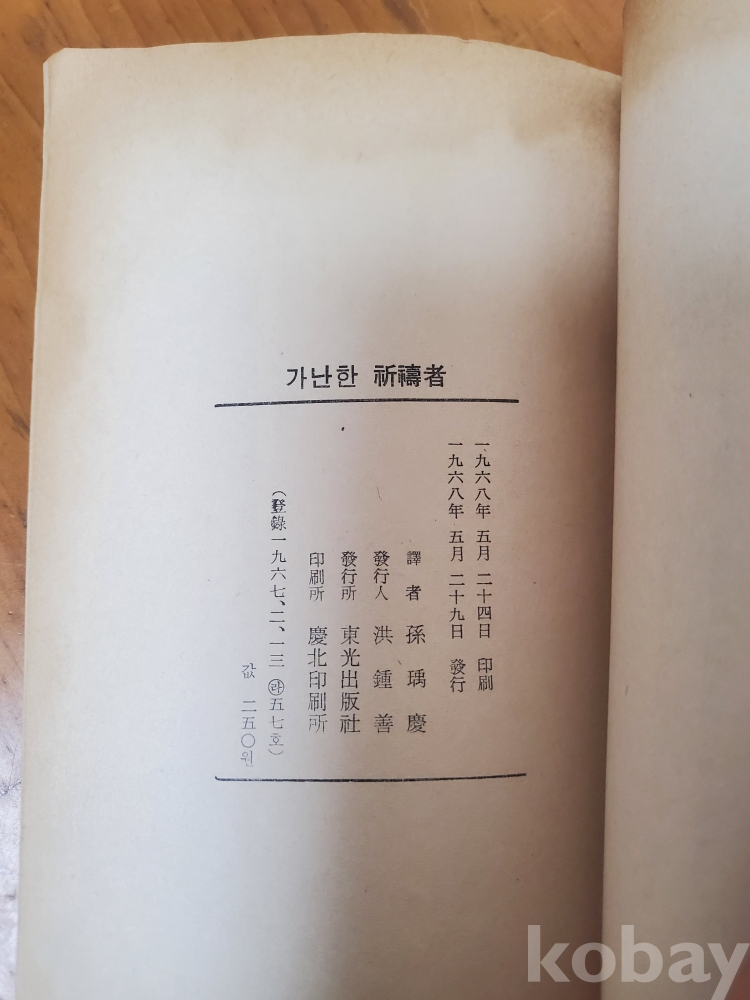 가난한 祈禱者
一九六八年 五月 二十四日 印刷
一九六八年 五月 二十九日 發行
譯者 孫瑀慶
發行人 洪鍾善
發行所 東光出版社
印刷所 慶北印刷所
(登錄一九六七、二、一三 ㉱五七호)
값 二五〇원
kobay